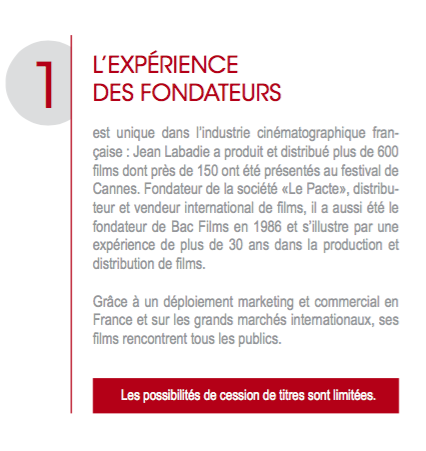 1
L'EXPÉRIENCE
DES FONDATEURS
est unique dans l'industrie cinématographique fran-
çaise : Jean Labadie a produit et distribué plus de 600
films dont près de 150 ont été présentés au festival de
Cannes. Fondateur de la société «Le Pacte», distribu-
teur et vendeur international de films, il a aussi été le
fondateur de Bac Films en 1986 et s'illustre par une
expérience de plus de 30 ans dans la production et
distribution de films.
Grâce à un déploiement marketing et commercial en
France et sur les grands marchés internationaux, ses
films rencontrent tous les publics.
Les possibilités de cession de titres sont limitées.